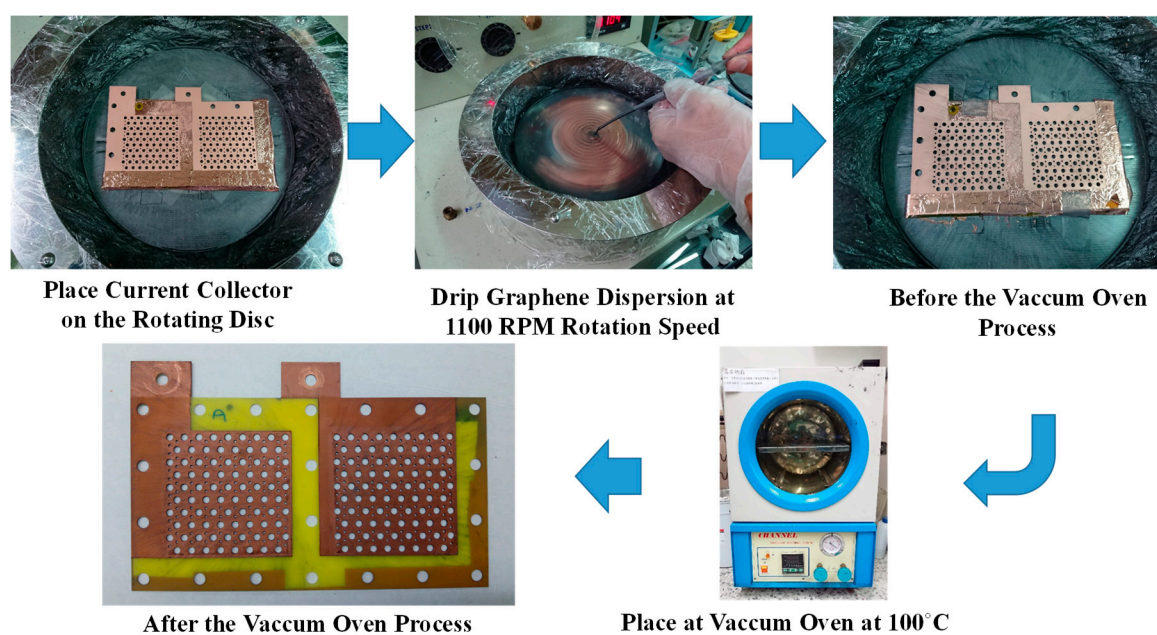 Place Current Collector
on the Rotating Disc
Drip Graphene Dispersion at
1100 RPM Rotation Speed
Before the Vaccum Oven
Process
A
CHANNEL
After the Vaccum Oven Process
Place at Vaccum Oven at 100°C